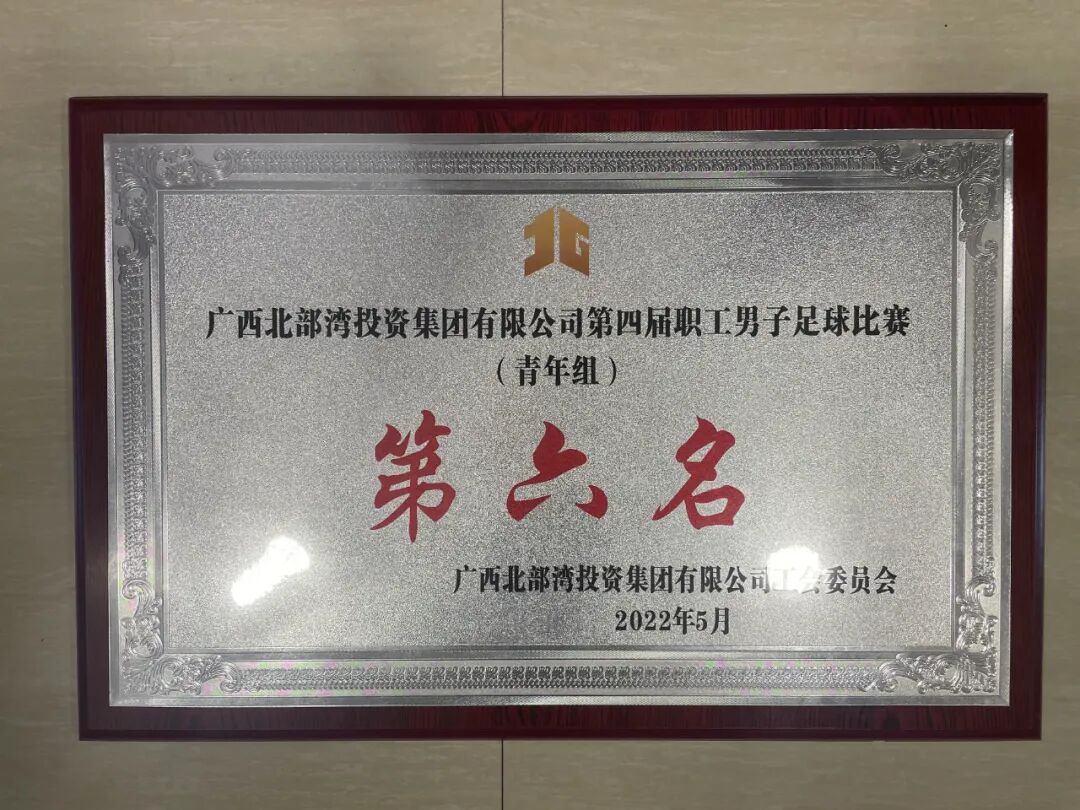 广西北部湾投资集团有限公司第四届职工男子足球比赛
（青年组）
第六名
广西北部湾投资集团有限公司工会委员会
2022年5月